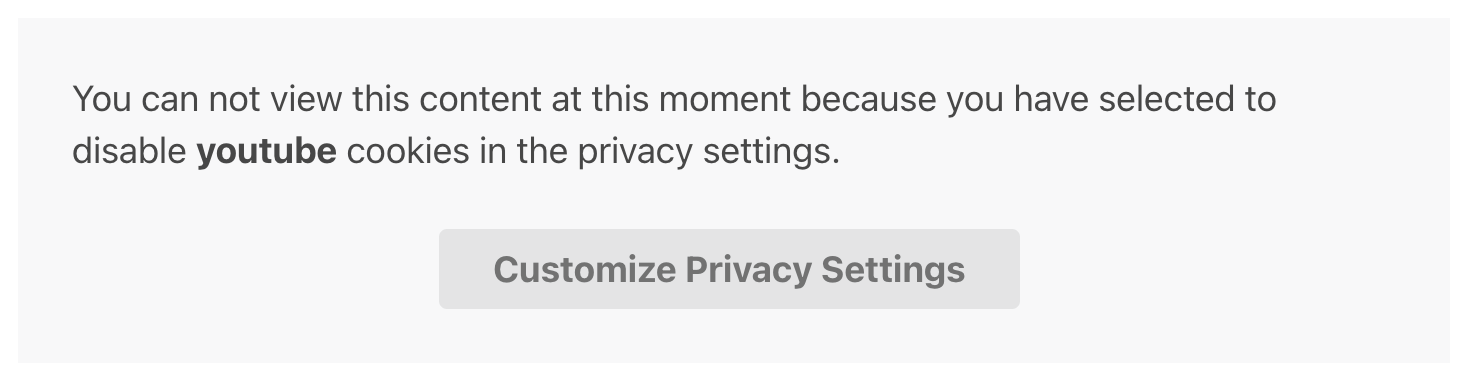 You can not view this content at this moment because you have selected to
disable youtube cookies in the privacy settings.
Customize Privacy Settings